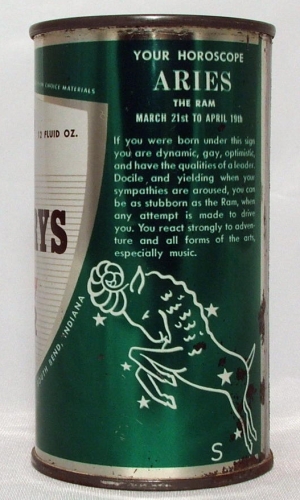 YOUR HOROSCOPE
ARIES
THE RAM
MARCH 21st TO APRIL 19th
If you were born under this sign
you are dynamic, gay, optimistic,
and have the qualities of a leader.
Docile and yielding when your
sympathies are aroused, you can
be as stubborn as the Ram, where
any attempt is made to drive
you. You react strongly to adven-
ture and all forms of the arts,
especially music.
S
CHOICE MATERIALS
12 FLUID OZ.
YS
SOUTH BEND, INDIANA